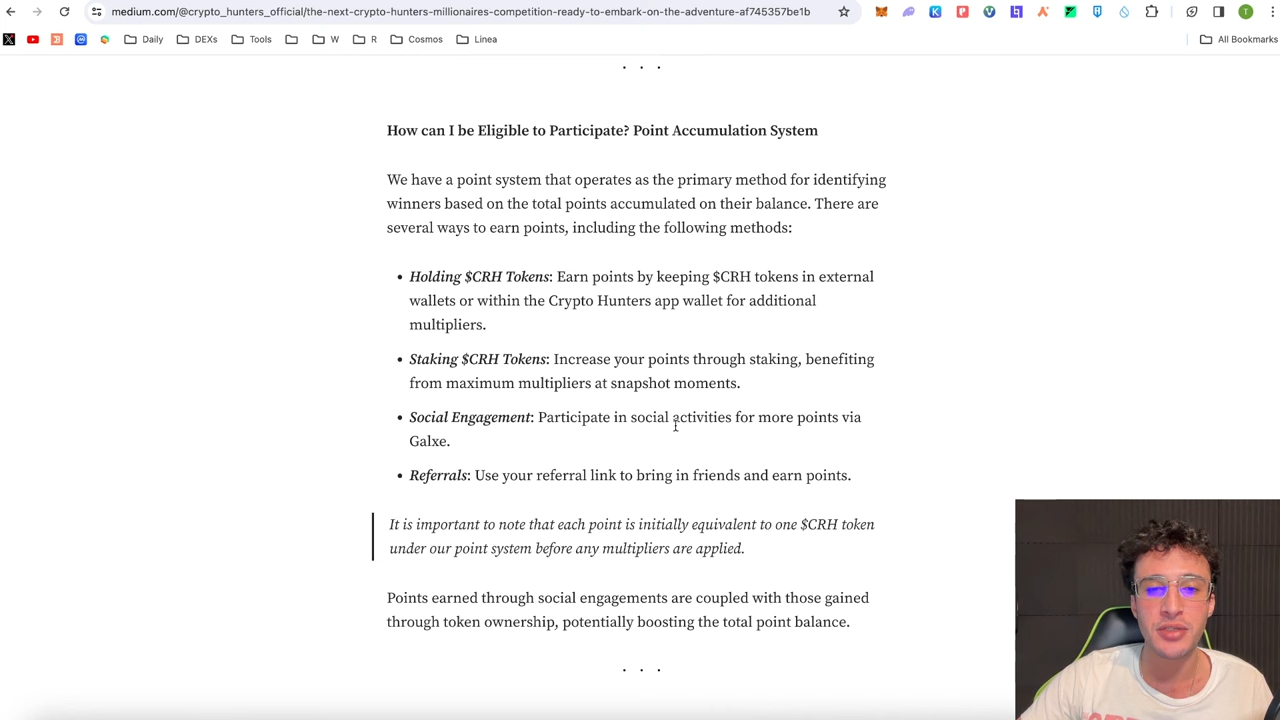 medium.com/@crypto_hunters_official/the-next-crypto-hunters-millionaires-competition-ready-to-embark-on-the-adventure-af745357be1b
Daily DEXs Tools W R Cosmos Linea All Bookmarks
. . .
How can I be Eligible to Participate? Point Accumulation System
We have a point system that operates as the primary method for identifying
winners based on the total points accumulated on their balance. There are
several ways to earn points, including the following methods:
• Holding $CRH Tokens: Earn points by keeping $CRH tokens in external
wallets or within the Crypto Hunters app wallet for additional
multipliers.
• Staking $CRH Tokens: Increase your points through staking, benefiting
from maximum multipliers at snapshot moments.
• Social Engagement: Participate in social activities for more points via
Galxe.
• Referrals: Use your referral link to bring in friends and earn points.
It is important to note that each point is initially equivalent to one $CRH token
under our point system before any multipliers are applied.
Points earned through social engagements are coupled with those gained
through token ownership, potentially boosting the total point balance.
. . .